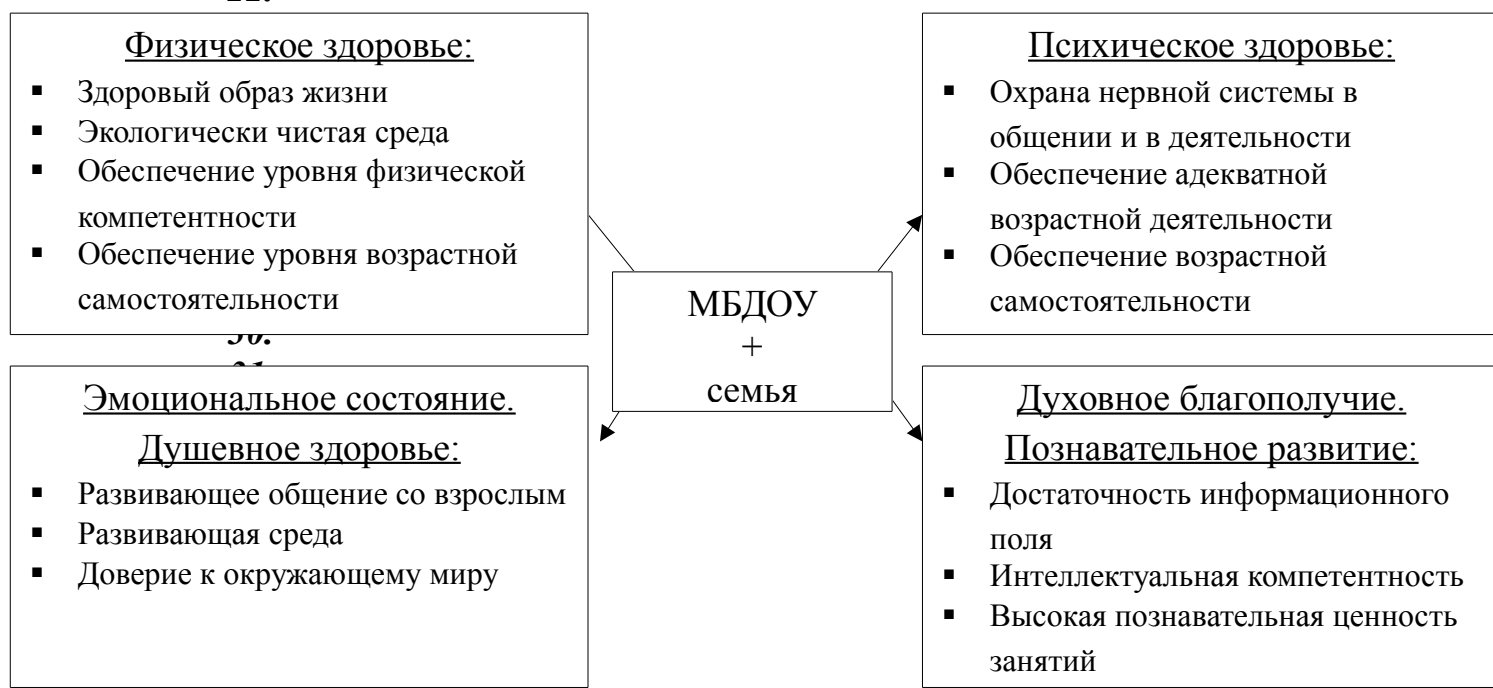 Физическое здоровье:
▪ Здоровый образ жизни
▪ Экологически чистая среда
▪ Обеспечение уровня физической
компетентности
▪ Обеспечение уровня возрастной
самостоятельности
Психическое здоровье:
▪ Охрана нервной системы в
общении и в деятельности
▪ Обеспечение адекватной
возрастной деятельности
▪ Обеспечение возрастной
самостоятельности
МБДОУ
+
семья
Эмоциональное состояние.
Душевное здоровье:
▪ Развивающее общение со взрослым
▪ Развивающая среда
▪ Доверие к окружающему миру
Духовное благополучие.
Познавательное развитие:
▪ Достаточность информационного
поля
▪ Интеллектуальная компетентность
▪ Высокая познавательная ценность
занятий